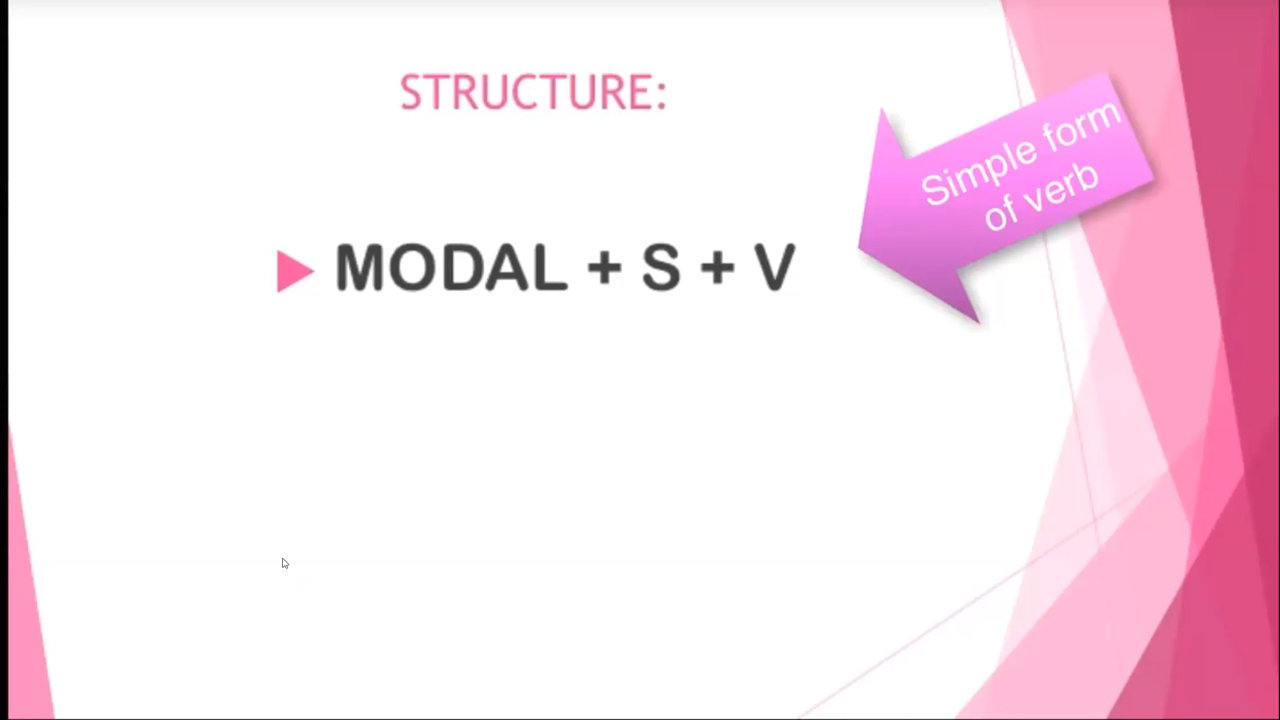 STRUCTURE:
MODAL + S + V
Simple form
of verb